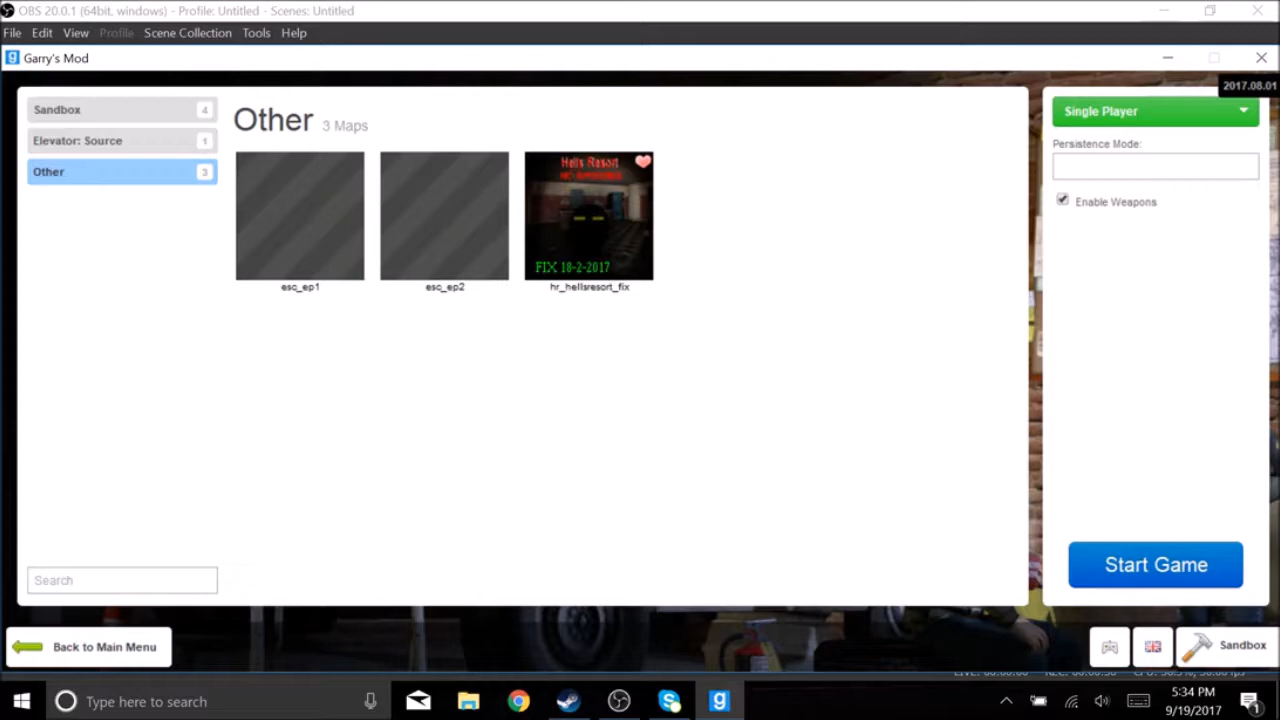 OBS 20.0.1 (64bit, windows) - Profile: Untitled - Scenes: Untitled
File Edit View Profile Scene Collection Tools Help
Garry's Mod
2017.08.01
Sandbox 4
Elevator: Source 1
Other 3
Other 3 Maps
Hells Resort
FIX 18-2-2017
esc_ep1
esc_ep2
hr_hellsresort_fix
Single Player
Persistence Mode:
Enable Weapons
Start Game
Search
Back to Main Menu
Sandbox
Type here to search
5:34 PM
9/19/2017
1